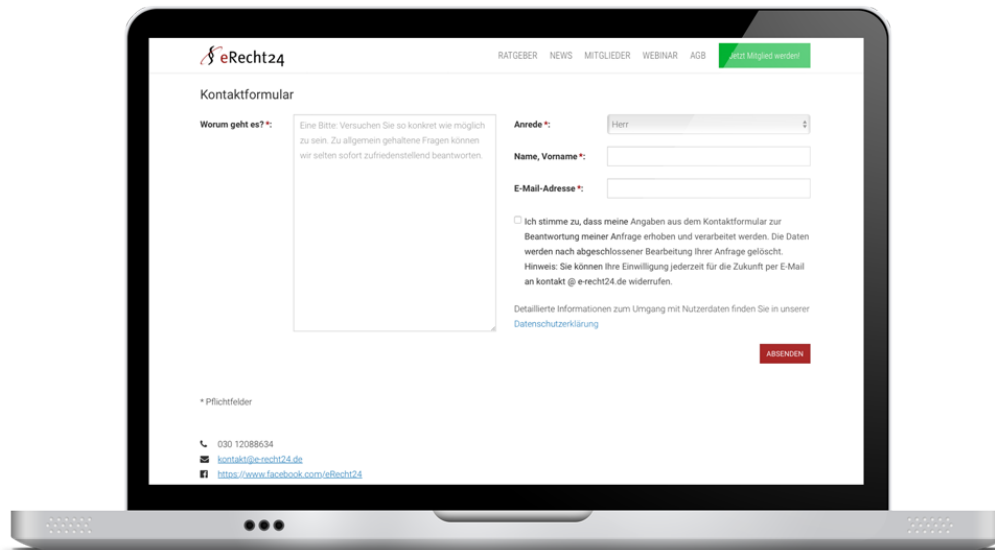 eRecht24
RATGEBER NEWS MITGLIEDER WEBINAR AGB Jetzt Mitglied werden!
Kontaktformular
Worum geht es? *:
Eine Bitte: Versuchen Sie so konkret wie möglich
zu sein. Zu allgemein gehaltene Fragen können
wir selten sofort zufriedenstellend beantworten.
Anrede *:
Herr
Name, Vorname *:
E-Mail-Adresse *:
Ich stimme zu, dass meine Angaben aus dem Kontaktformular zur
Beantwortung meiner Anfrage erhoben und verarbeitet werden. Die Daten
werden nach abgeschlossener Bearbeitung Ihrer Anfrage gelöscht.
Hinweis: Sie können Ihre Einwilligung jederzeit für die Zukunft per E-Mail
an kontakt @ e-recht24.de widerrufen.
Detaillierte Informationen zum Umgang mit Nutzerdaten finden Sie in unserer
Datenschutzerklärung
ABSENDEN
* Pflichtfelder
030 12088634
kontakt@e-recht24.de
https://www.facebook.com/eRecht24